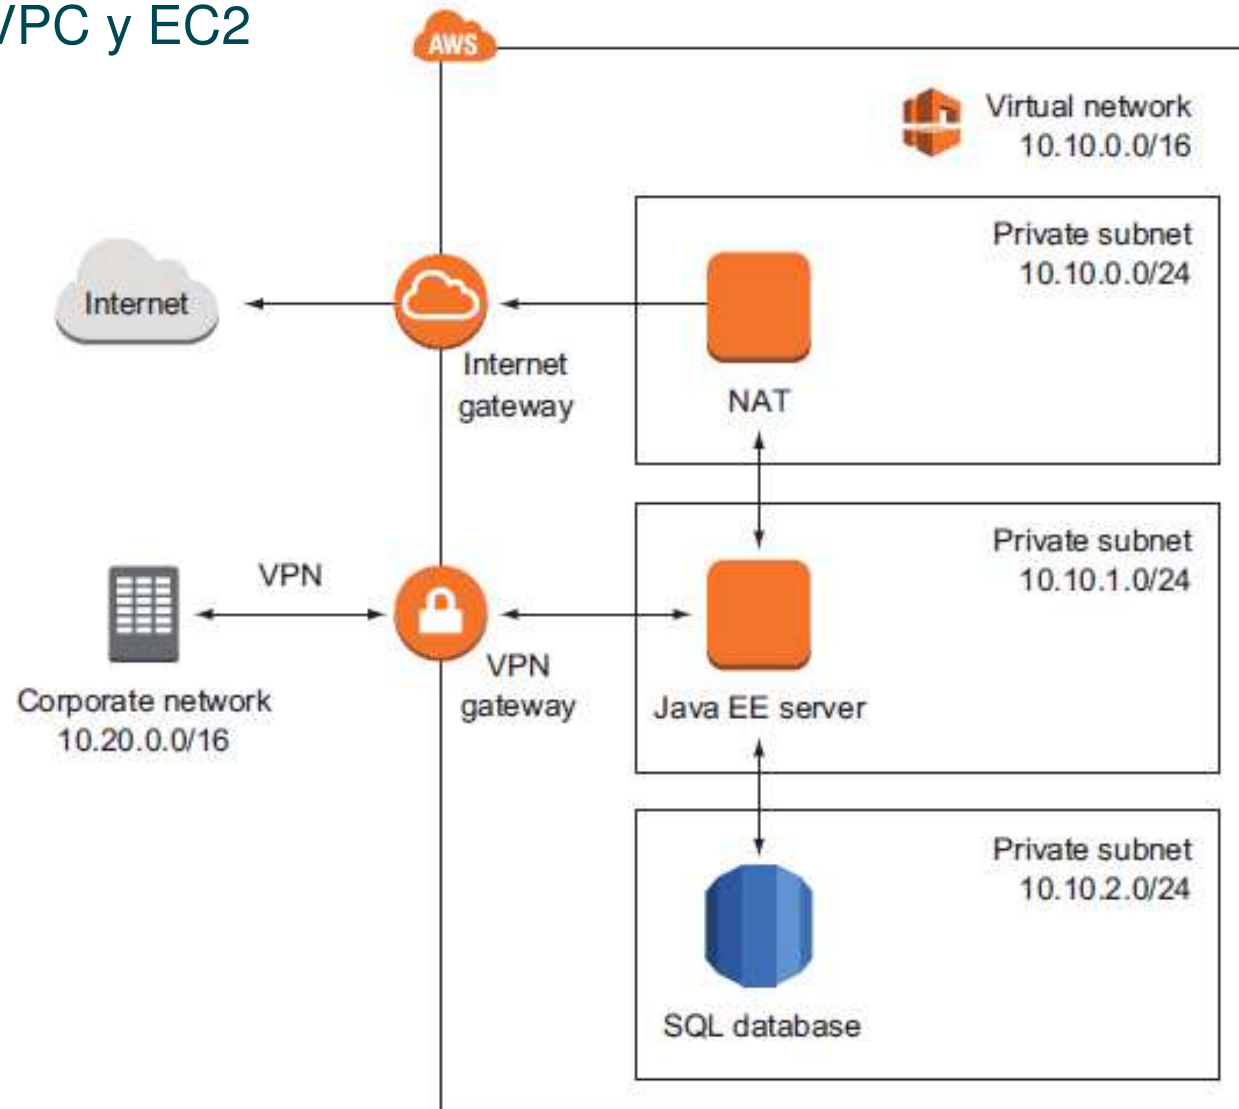 VPC y EC2
AWS
Virtual network
10.10.0.0/16
Private subnet
10.10.0.0/24
Internet
Internet
gateway
NAT
Private subnet
10.10.1.0/24
VPN
VPN
gateway
Corporate network
10.20.0.0/16
Java EE server
Private subnet
10.10.2.0/24
SQL database